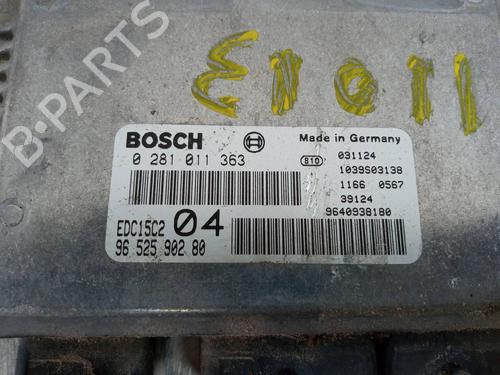 B-PARTS
BOSCH
Made in Germany
0 281 011 363
810
031124
1039S03138
1166 0567
EDC15C2
04
39124
96 525 902 80
9640938180